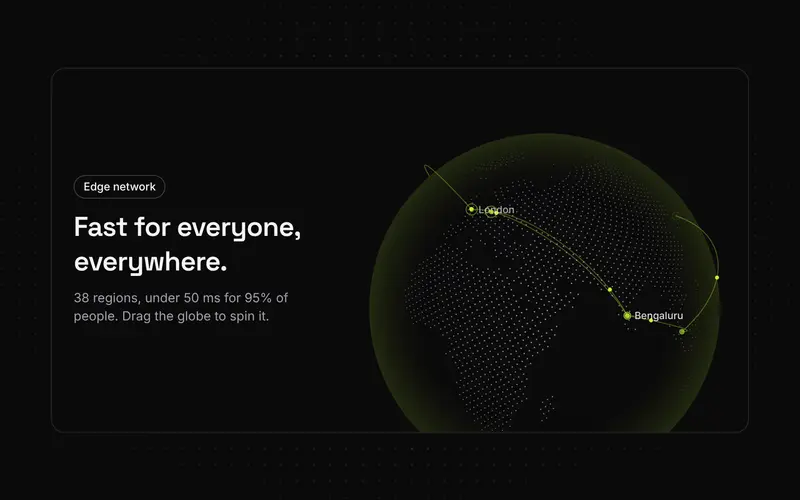 Edge network
Fast for everyone,
everywhere.
38 regions, under 50 ms for 95% of
people. Drag the globe to spin it.
London
Bengaluru